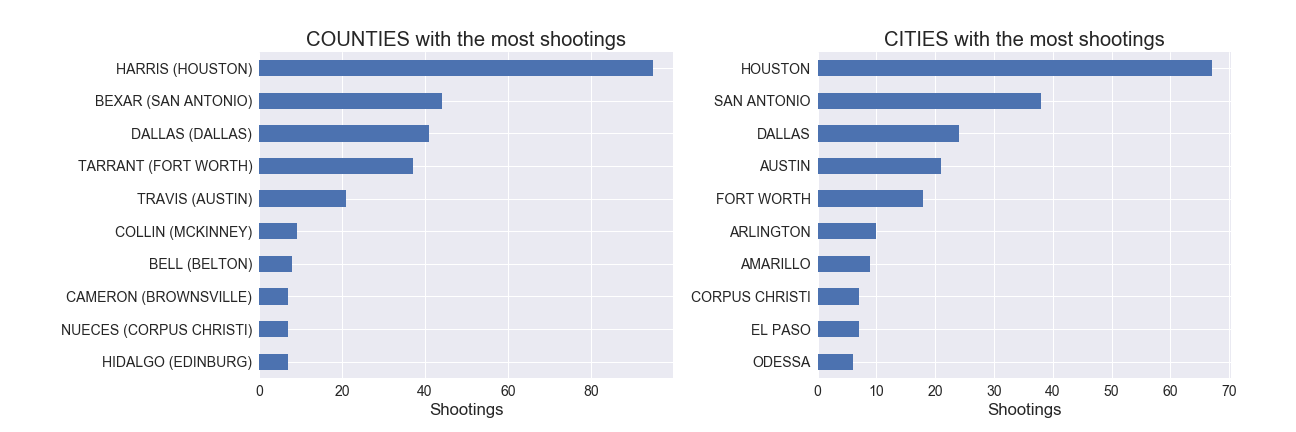 COUNTIES with the most shootings
HARRIS (HOUSTON)
BEXAR (SAN ANTONIO)
DALLAS (DALLAS)
TARRANT (FORT WORTH)
TRAVIS (AUSTIN)
COLLIN (MCKINNEY)
BELL (BELTON)
CAMERON (BROWNSVILLE)
NUECES (CORPUS CHRISTI)
HIDALGO (EDINBURG)
0 20 40 60 80
Shootings
CITIES with the most shootings
HOUSTON
SAN ANTONIO
DALLAS
AUSTIN
FORT WORTH
ARLINGTON
AMARILLO
CORPUS CHRISTI
EL PASO
ODESSA
0 10 20 30 40 50 60 70
Shootings